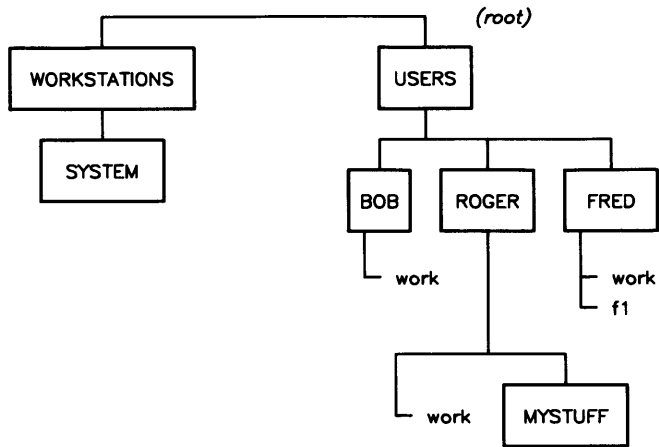 (root)
WORKSTATIONS
USERS
SYSTEM
BOB
ROGER
FRED
work
work
f1
work
MYSTUFF